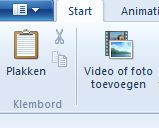 Start
Animati
Plakken
Video of foto
toevoegen
Klembord